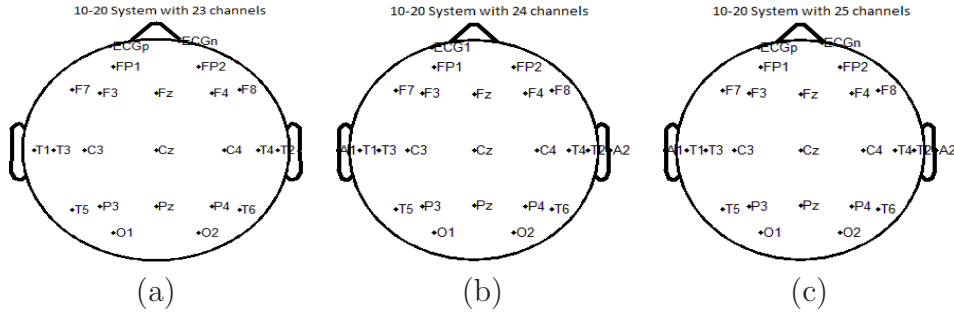 10-20 System with 23 channels
ECGp ECGn
FP1 FP2
F7 F3 Fz F4 F8
T1 T3 C3 Cz C4 T4 T2
T5 P3 Pz P4 T6
O1 O2
(a)
10-20 System with 24 channels
ECG1
FP1 FP2
F7 F3 Fz F4 F8
A1 T1 T3 C3 Cz C4 T4 T2 A2
T5 P3 Pz P4 T6
O1 O2
(b)
10-20 System with 25 channels
ECGp ECGn
FP1 FP2
F7 F3 Fz F4 F8
A1 T1 T3 C3 Cz C4 T4 T2 A2
T5 P3 Pz P4 T6
O1 O2
(c)